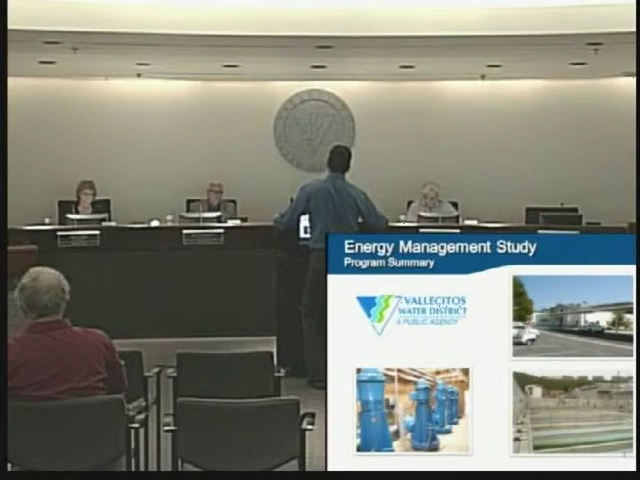 Energy Management Study
Program Summary
VALLECITOS
WATER DISTRICT
A PUBLIC AGENCY